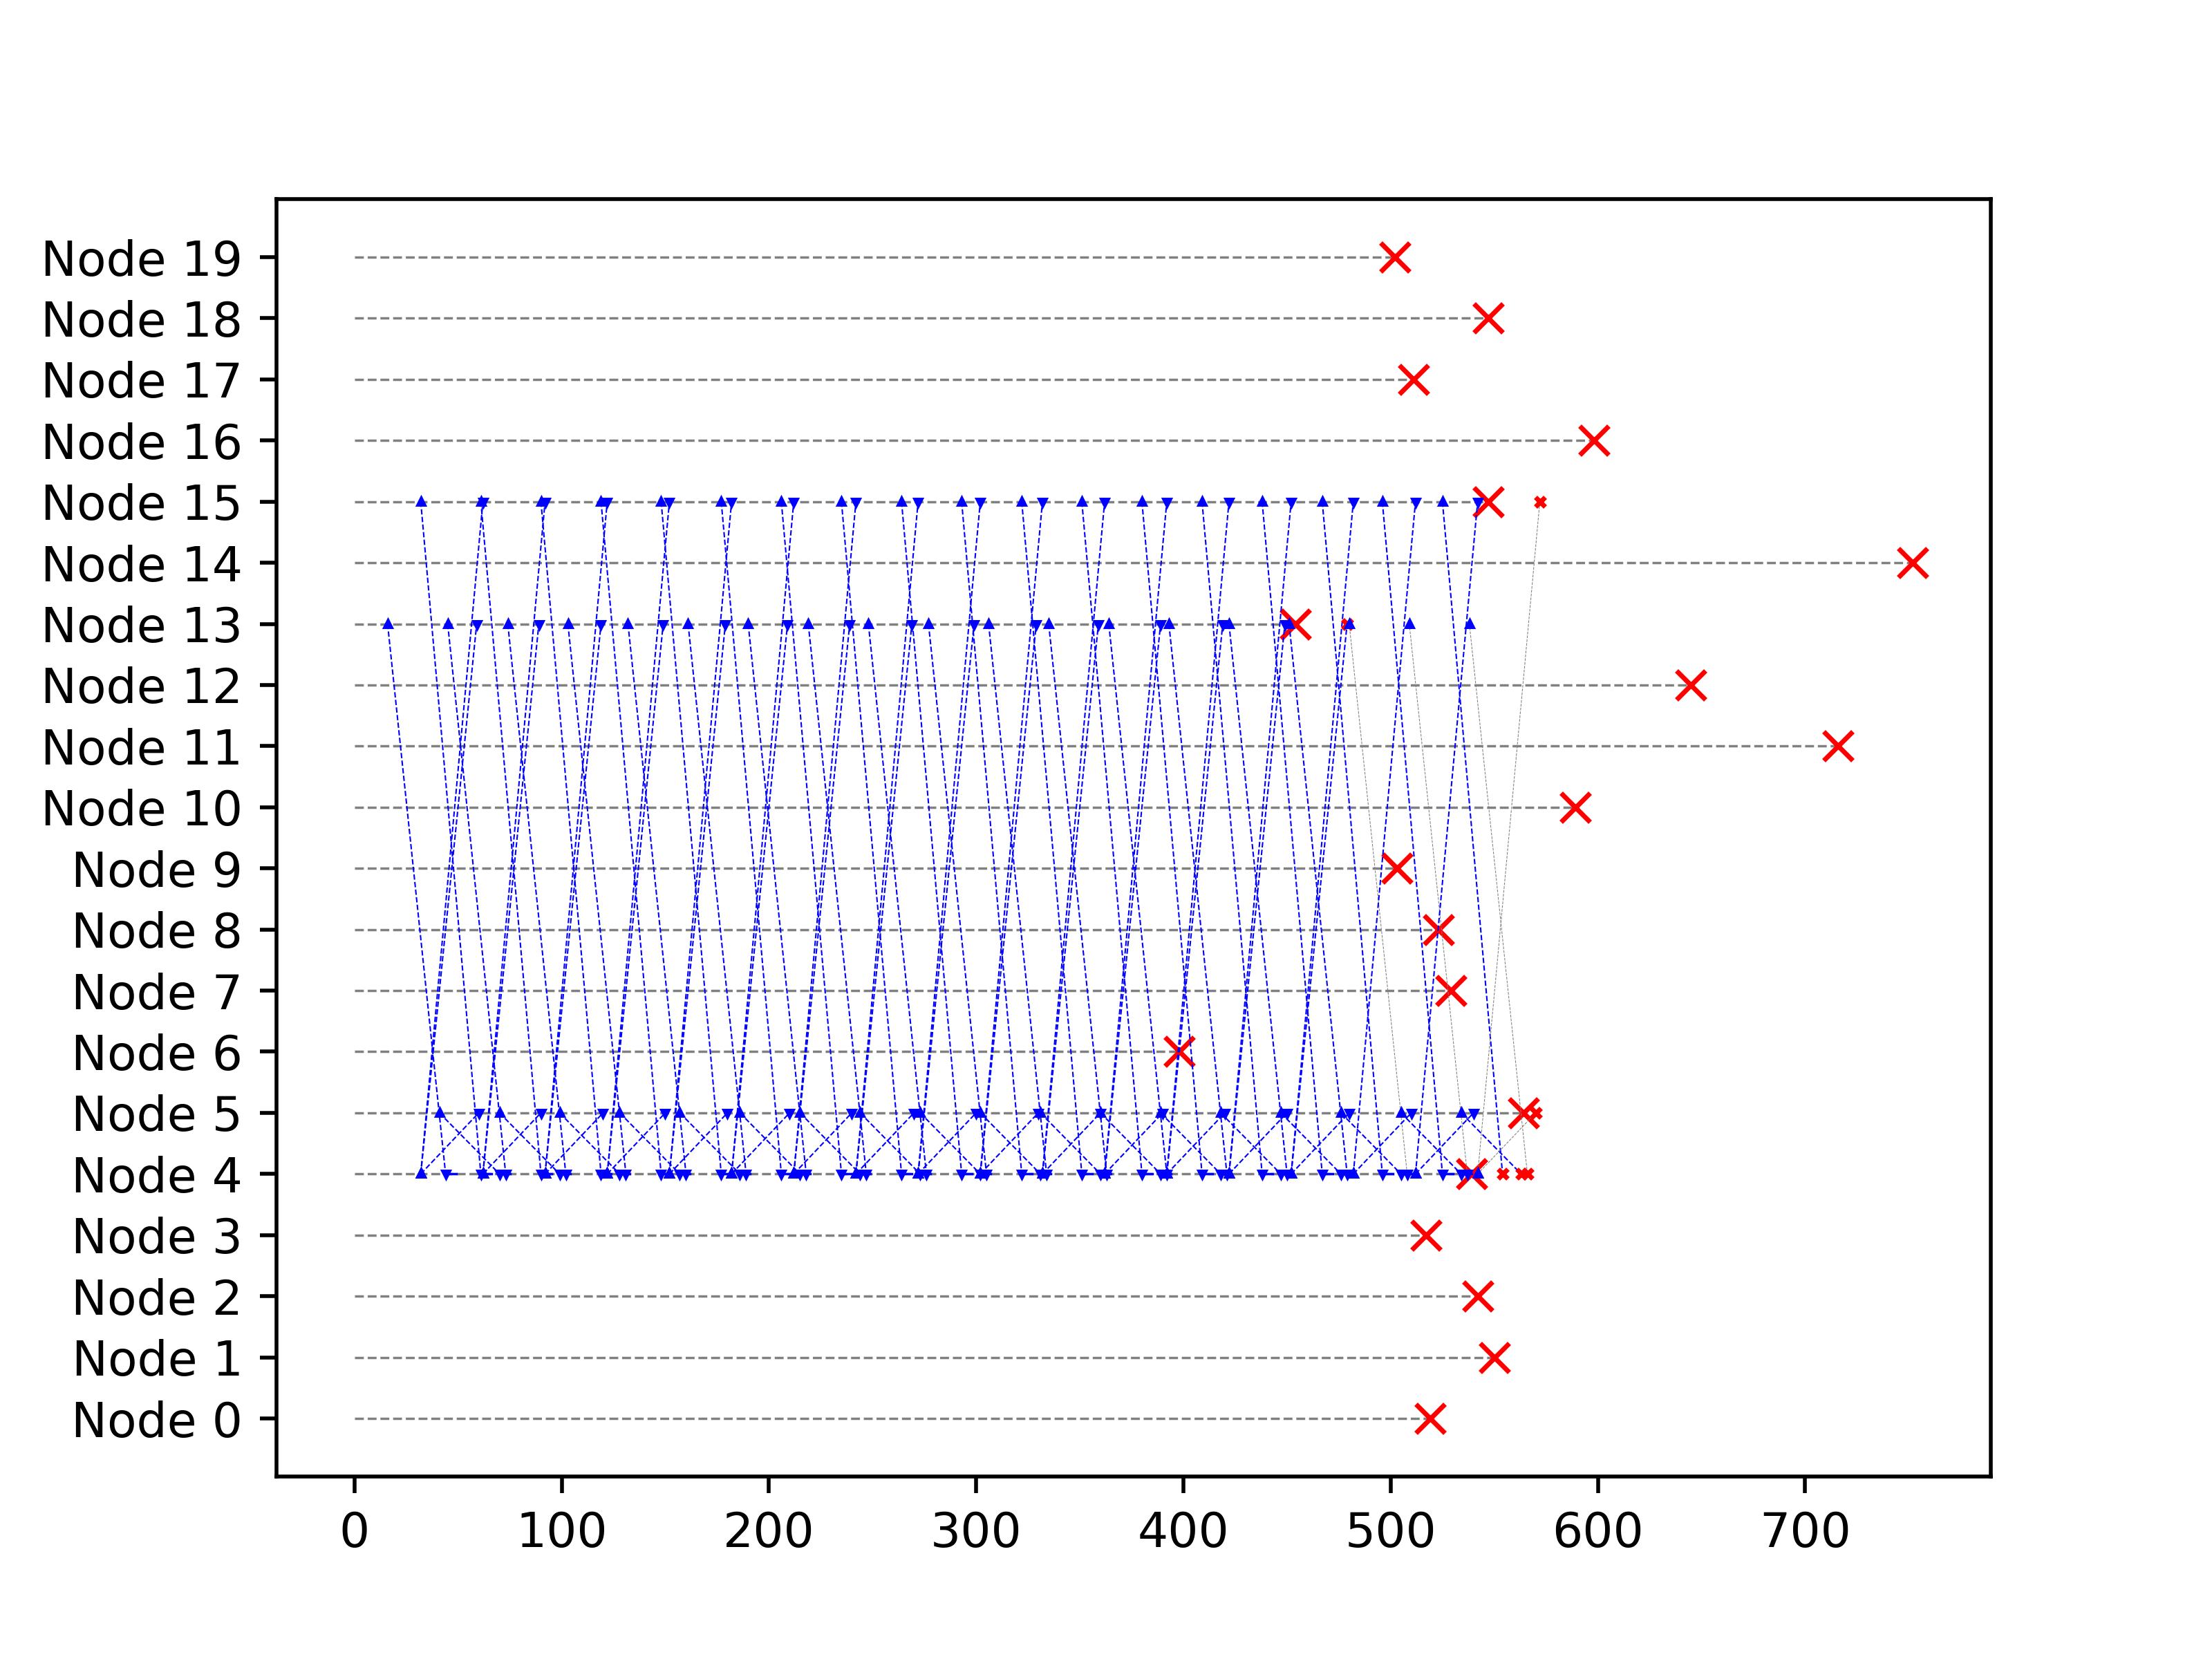 Node 19
Node 18
Node 17
Node 16
Node 15
Node 14
Node 13
Node 12
Node 11
Node 10
Node 9
Node 8
Node 7
Node 6
Node 5
Node 4
Node 3
Node 2
Node 1
Node 0
0 100 200 300 400 500 600 700